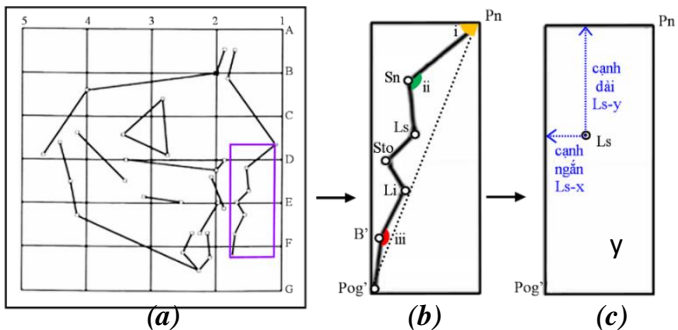 5 4 3 2 1
A
B
C
D
E
F
G
(a)
Pn
i
Sn
ii
Ls
Sto
Li
B'
iii
Pog'
(b)
Pn
cạnh
dài
Ls-y
Ls
cạnh
ngắn
Ls-x
y
Pog'
(c)